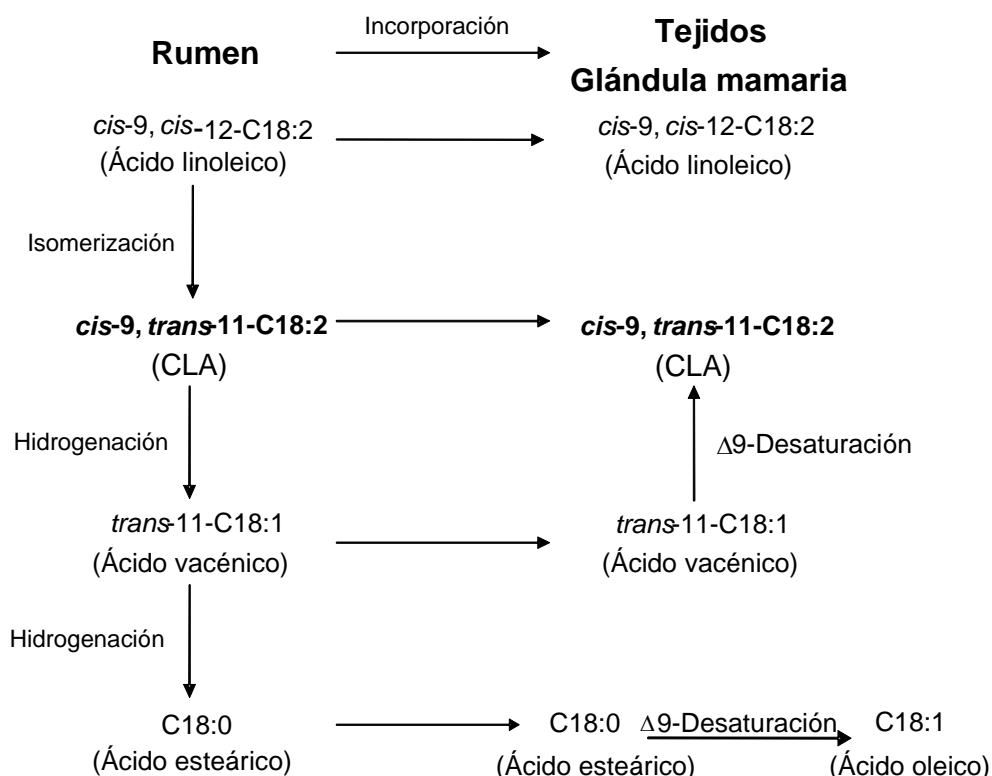 Incorporación
Rumen
Tejidos
Glándula mamaria
cis-9, cis-12-C18:2
(Ácido linoleico)
cis-9, cis-12-C18:2
(Ácido linoleico)
Isomerización
cis-9, trans-11-C18:2
(CLA)
cis-9, trans-11-C18:2
(CLA)
Hidrogenación
Δ9-Desaturación
trans-11-C18:1
(Ácido vacénico)
trans-11-C18:1
(Ácido vacénico)
Hidrogenación
C18:0
(Ácido esteárico)
C18:0
(Ácido esteárico)
Δ9-Desaturación
C18:1
(Ácido oleico)